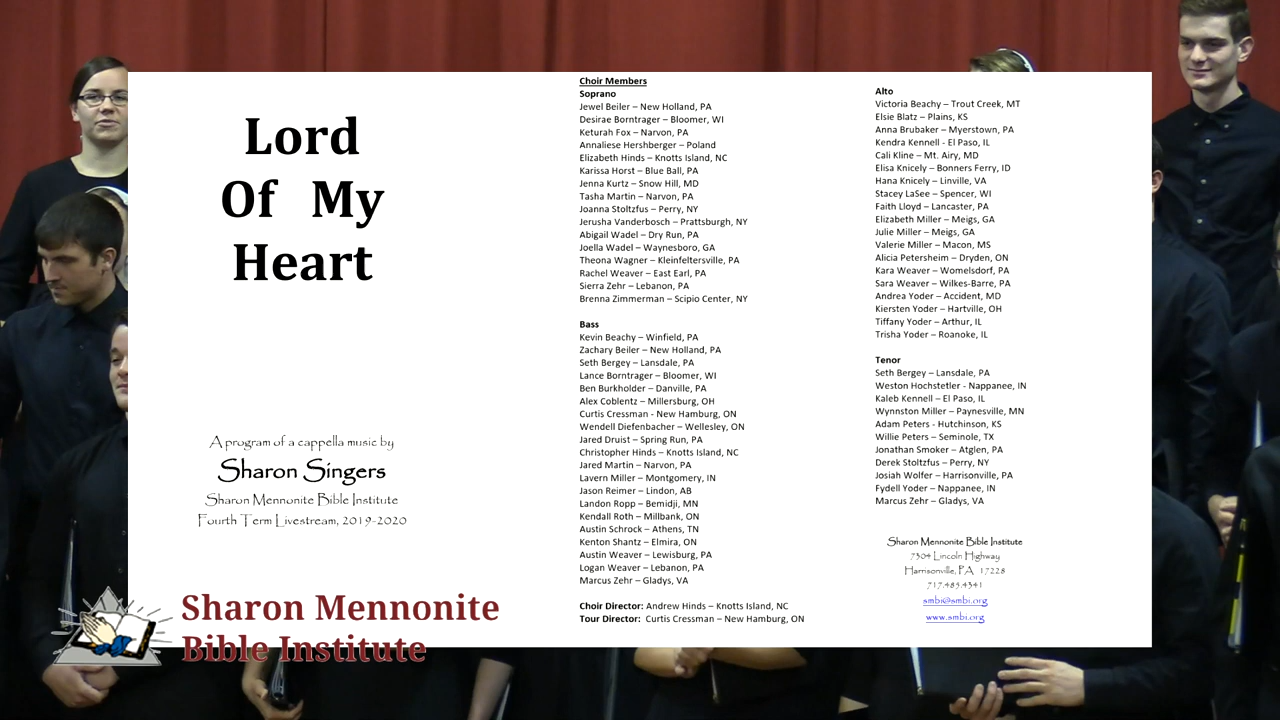 Lord
Of My
Heart
A program of a cappella music by
Sharon Singers
Sharon Mennonite Bible Institute
Fourth Term Livestream, 2019-2020
Sharon Mennonite
Bible Institute
Choir Members
Soprano
Jewel Beiler – New Holland, PA
Desirae Borntrager – Bloomer, WI
Keturah Fox – Narvon, PA
Annaliese Hershberger – Poland
Elizabeth Hinds – Knotts Island, NC
Karissa Horst – Blue Ball, PA
Jenna Kurtz – Snow Hill, MD
Tasha Martin – Narvon, PA
Joanna Stoltzfus – Perry, NY
Jerusha Vanderbosch – Prattsburgh, NY
Abigail Wadel – Dry Run, PA
Joella Wadel – Waynesboro, GA
Theona Wagner – Kleinfeltersville, PA
Rachel Weaver – East Earl, PA
Sierra Zehr – Lebanon, PA
Brenna Zimmerman – Scipio Center, NY
Bass
Kevin Beachy – Winfield, PA
Zachary Beiler – New Holland, PA
Seth Bergey – Lansdale, PA
Lance Borntrager – Bloomer, WI
Ben Burkholder – Danville, PA
Alex Coblentz – Millersburg, OH
Curtis Cressman - New Hamburg, ON
Wendell Diefenbacher – Wellesley, ON
Jared Druist – Spring Run, PA
Christopher Hinds – Knotts Island, NC
Jared Martin – Narvon, PA
Lavern Miller – Montgomery, IN
Jason Reimer – Lindon, AB
Landon Ropp – Bemidji, MN
Kendall Roth – Millbank, ON
Austin Schrock – Athens, TN
Kenton Shantz – Elmira, ON
Austin Weaver – Lewisburg, PA
Logan Weaver – Lebanon, PA
Marcus Zehr – Gladys, VA
Choir Director: Andrew Hinds – Knotts Island, NC
Tour Director: Curtis Cressman – New Hamburg, ON
Alto
Victoria Beachy – Trout Creek, MT
Elsie Blatz – Plains, KS
Anna Brubaker – Myerstown, PA
Kendra Kennell - El Paso, IL
Cali Kline – Mt. Airy, MD
Elisa Knicely – Bonners Ferry, ID
Hana Knicely – Linville, VA
Stacey LaSee – Spencer, WI
Faith Lloyd – Lancaster, PA
Elizabeth Miller – Meigs, GA
Julie Miller – Meigs, GA
Valerie Miller – Macon, MS
Alicia Petersheim – Dryden, ON
Kara Weaver – Womelsdorf, PA
Sara Weaver – Wilkes-Barre, PA
Andrea Yoder – Accident, MD
Kiersten Yoder – Hartville, OH
Tiffany Yoder – Arthur, IL
Trisha Yoder – Roanoke, IL
Tenor
Seth Bergey – Lansdale, PA
Weston Hochstetler - Nappanee, IN
Kaleb Kennell – El Paso, IL
Wynnston Miller – Paynesville, MN
Adam Peters - Hutchinson, KS
Willie Peters – Seminole, TX
Jonathan Smoker – Atglen, PA
Derek Stoltzfus – Perry, NY
Josiah Wolfer – Harrisonville, PA
Fydell Yoder – Nappanee, IN
Marcus Zehr – Gladys, VA
Sharon Mennonite Bible Institute
7304 Lincoln Highway
Harrisonville, PA 17228
717.485.4341
smbi@smbi.org
www.smbi.org